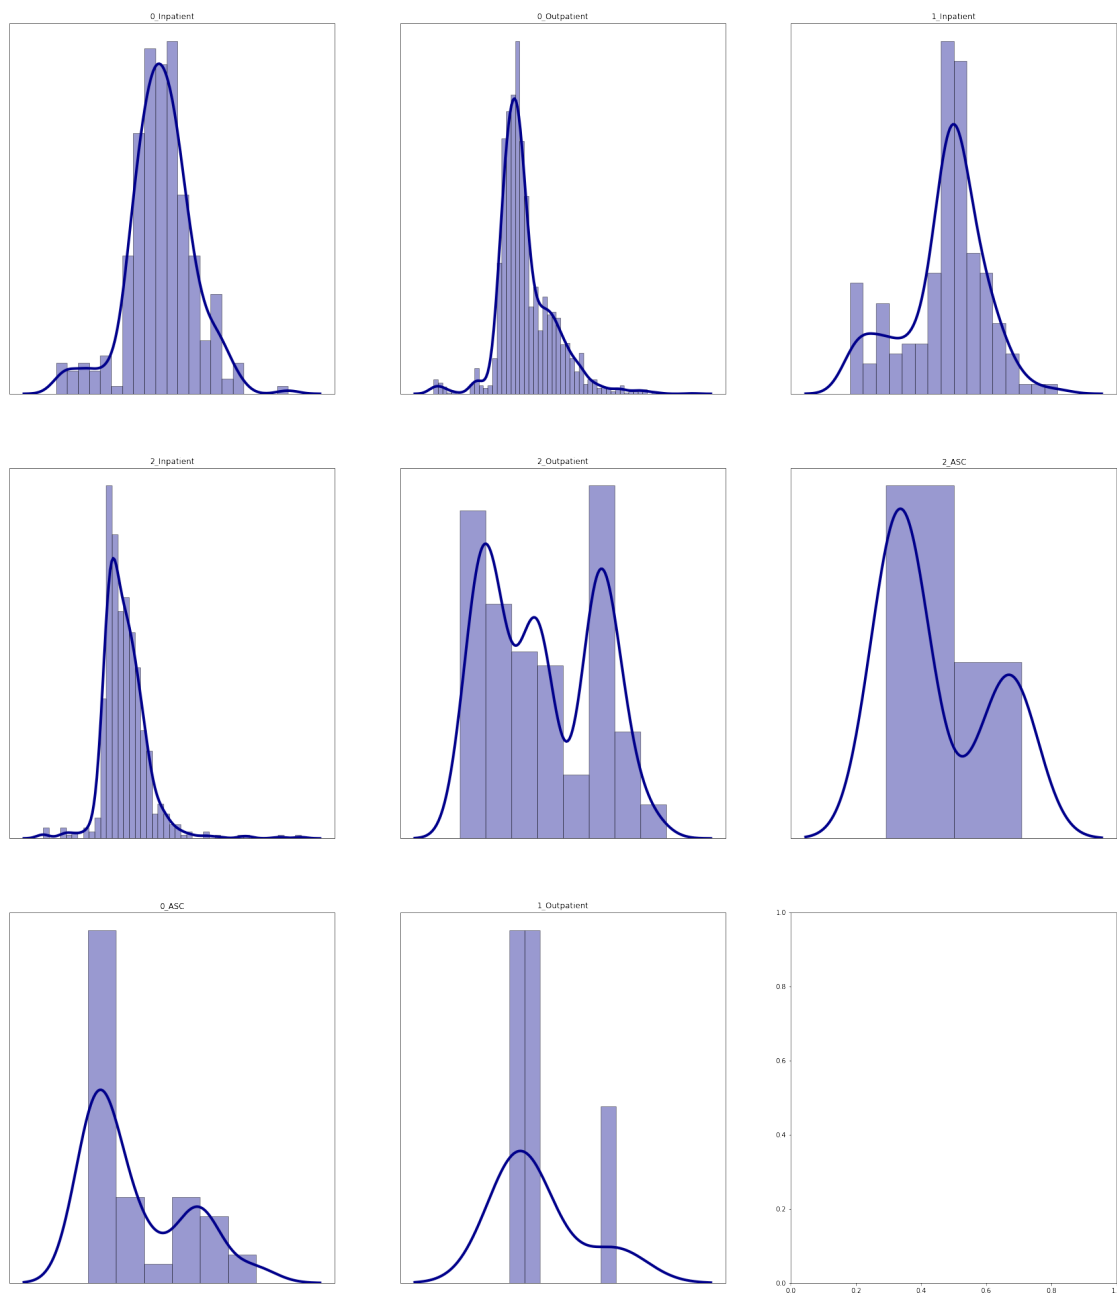 0_Inpatient
0_Outpatient
1_Inpatient
2_Inpatient
2_Outpatient
2_ASC
0_ASC
1_Outpatient
1.0
0.8
0.6
0.4
0.2
0.0
0.0 0.2 0.4 0.6 0.8 1.